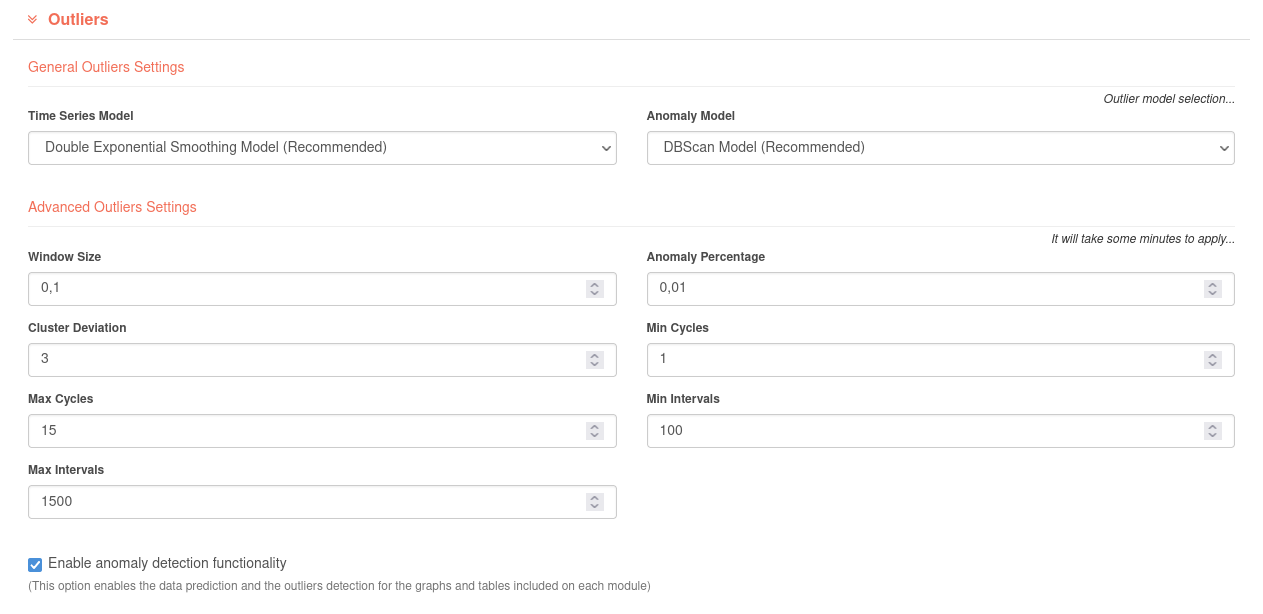 Outliers
General Outliers Settings
Outlier model selection...
Time Series Model
Anomaly Model
Double Exponential Smoothing Model (Recommended)
DBScan Model (Recommended)
Advanced Outliers Settings
It will take some minutes to apply...
Window Size
Anomaly Percentage
0,1
0,01
Cluster Deviation
Min Cycles
3
1
Max Cycles
Min Intervals
15
100
Max Intervals
1500
Enable anomaly detection functionality
(This option enables the data prediction and the outliers detection for the graphs and tables included on each module)